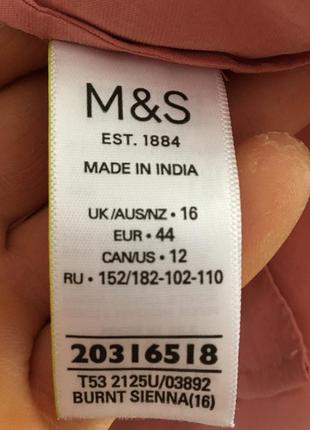 M&S
EST. 1884
MADE IN INDIA
UK/AUS/NZ • 16
EUR • 44
CAN/US • 12
RU • 152/182-102-110
20316518
T53 2125U/03892
BURNT SIENNA(16)